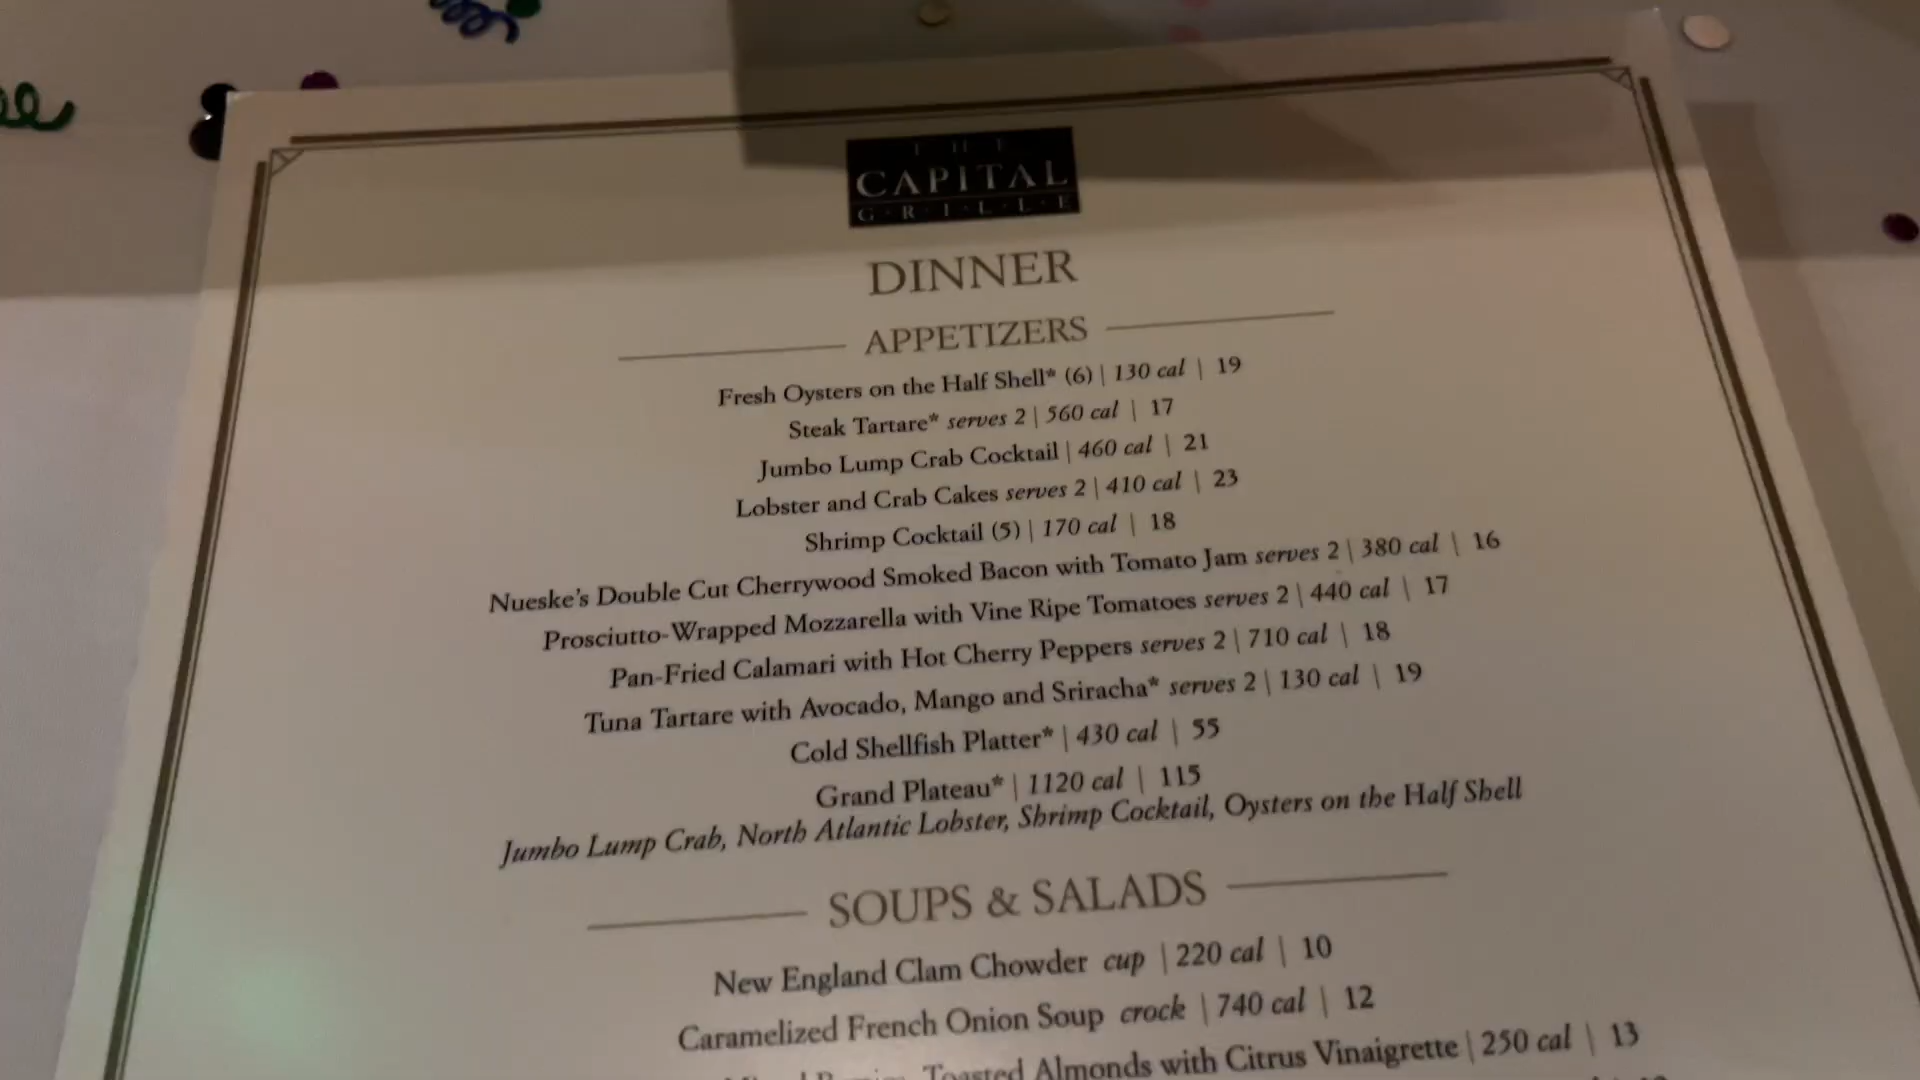 THE
CAPITAL
G·R·I·L·L·E
DINNER
APPETIZERS
Fresh Oysters on the Half Shell* (6) | 130 cal | 19
Steak Tartare* serves 2 | 560 cal | 17
Jumbo Lump Crab Cocktail | 460 cal | 21
Lobster and Crab Cakes serves 2 | 410 cal | 23
Shrimp Cocktail (5) | 170 cal | 18
Nueske's Double Cut Cherrywood Smoked Bacon with Tomato Jam serves 2 | 380 cal | 16
Prosciutto-Wrapped Mozzarella with Vine Ripe Tomatoes serves 2 | 440 cal | 17
Pan-Fried Calamari with Hot Cherry Peppers serves 2 | 710 cal | 18
Tuna Tartare with Avocado, Mango and Sriracha* serves 2 | 130 cal | 19
Cold Shellfish Platter* | 430 cal | 55
Grand Plateau* | 1120 cal | 115
Jumbo Lump Crab, North Atlantic Lobster, Shrimp Cocktail, Oysters on the Half Shell
SOUPS & SALADS
New England Clam Chowder cup | 220 cal | 10
Caramelized French Onion Soup crock | 740 cal | 12
Toasted Almonds with Citrus Vinaigrette | 250 cal | 13